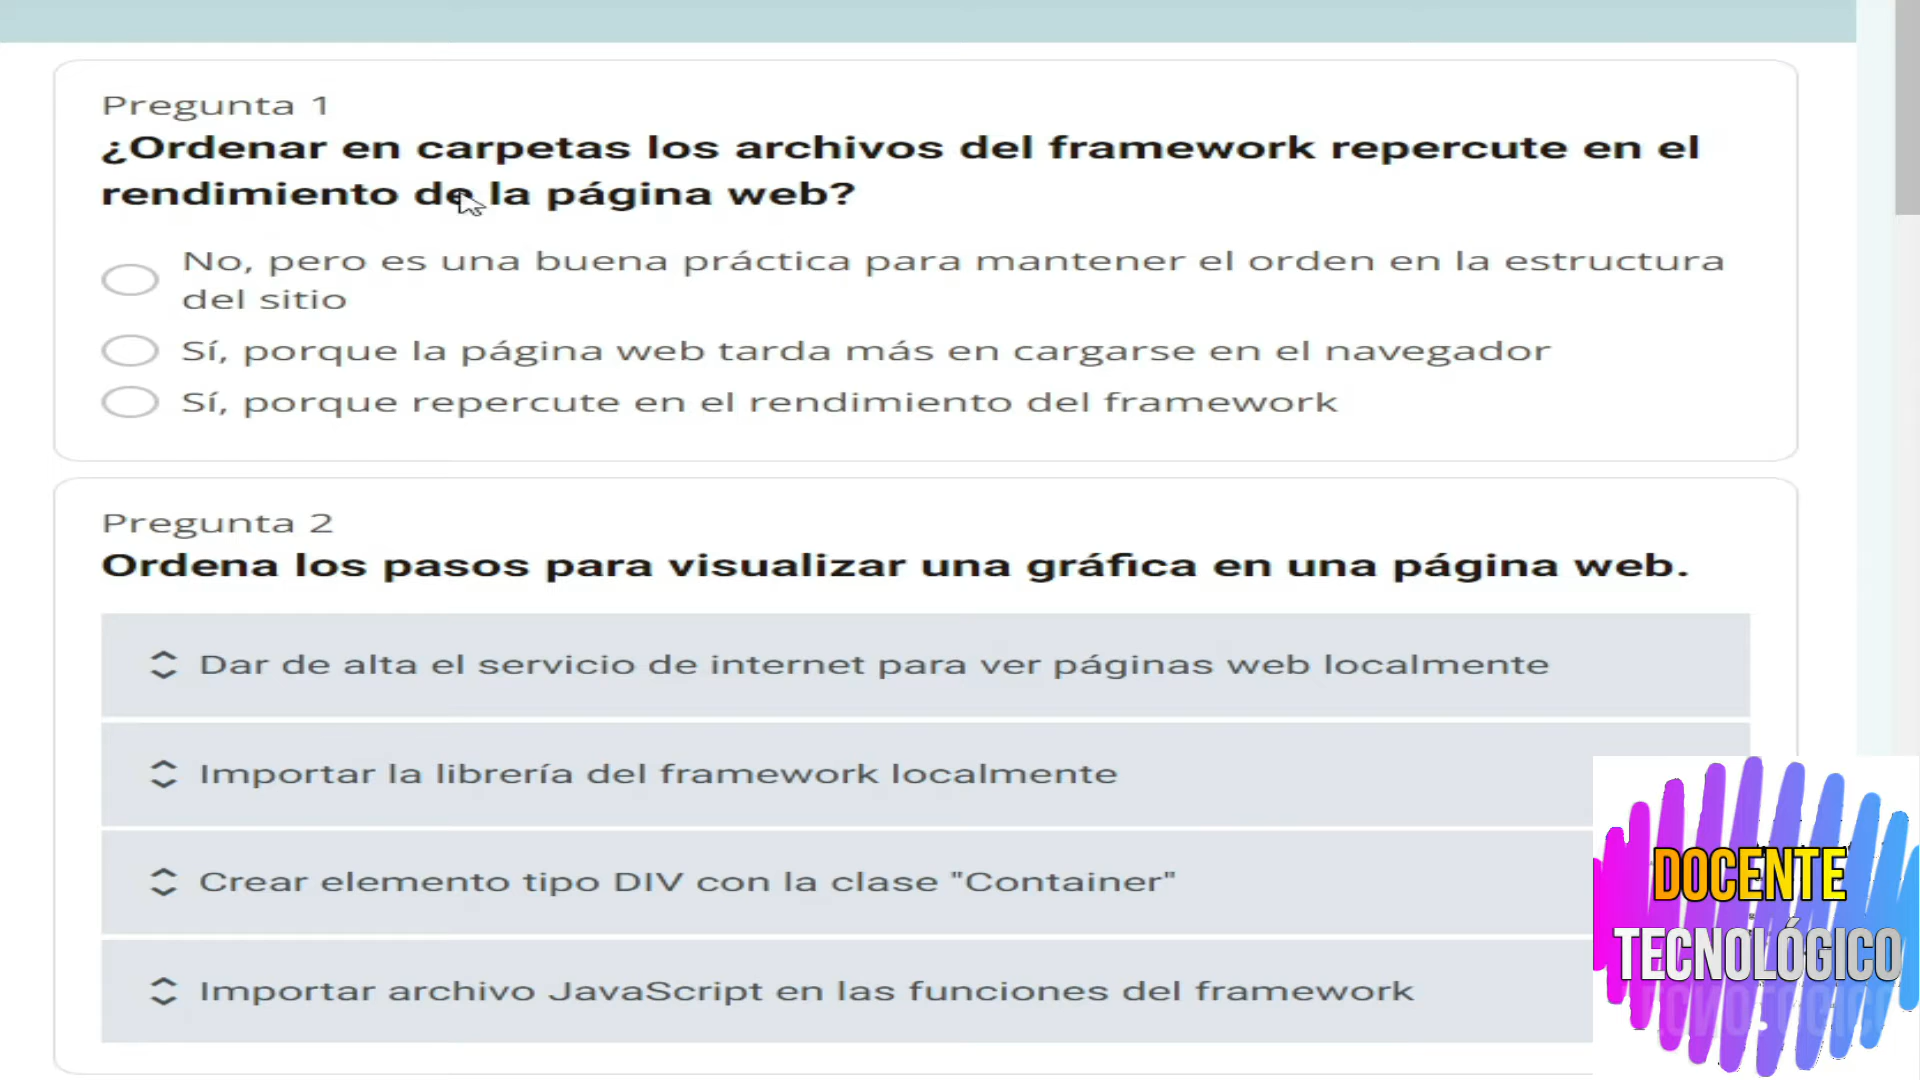 Pregunta 1
¿Ordenar en carpetas los archivos del framework repercute en el
rendimiento de la página web?
No, pero es una buena práctica para mantener el orden en la estructura
del sitio
Sí, porque la página web tarda más en cargarse en el navegador
Sí, porque repercute en el rendimiento del framework
Pregunta 2
Ordena los pasos para visualizar una gráfica en una página web.
Dar de alta el servicio de internet para ver páginas web localmente
Importar la librería del framework localmente
Crear elemento tipo DIV con la clase "Container"
Importar archivo JavaScript en las funciones del framework
DOCENTE
TECNOLÓGICO